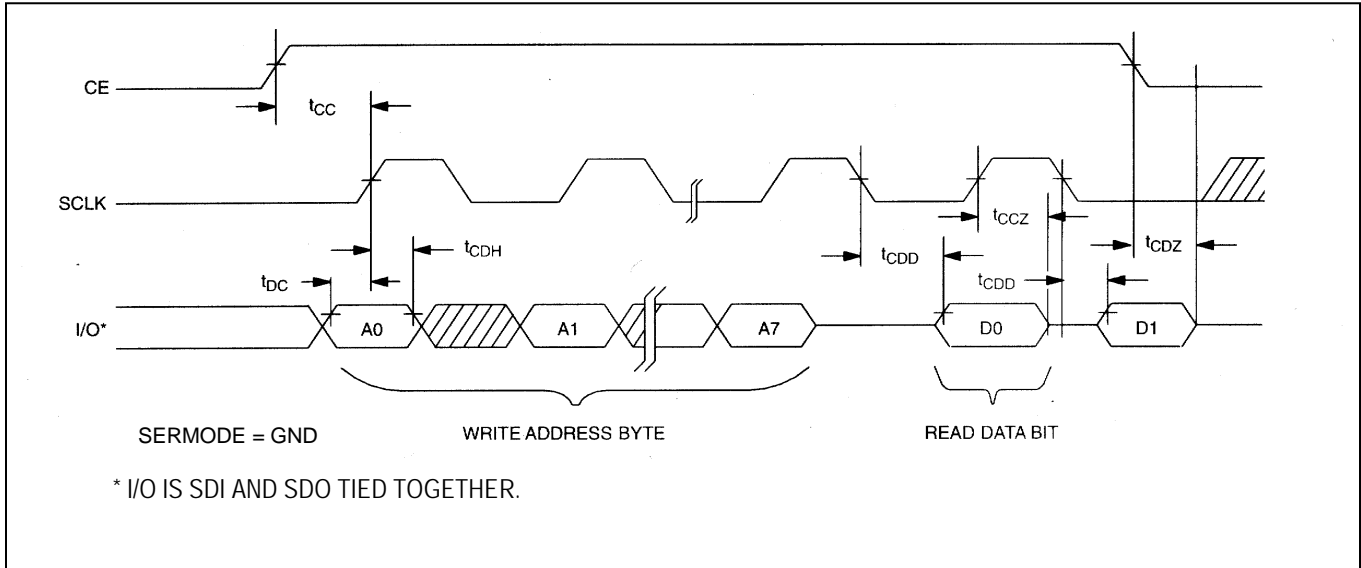 CE
tCC
SCLK
tCCZ
tCDH
tCDD
tCDZ
tDC
tCDD
I/O*
A0
A1
A7
D0
D1
SERMODE = GND
WRITE ADDRESS BYTE
READ DATA BIT
* I/O IS SDI AND SDO TIED TOGETHER.